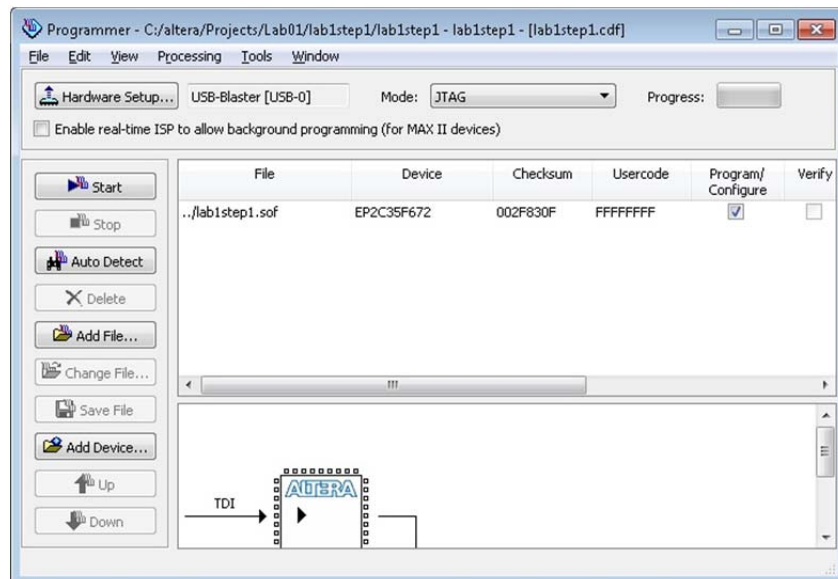 Programmer - C:/altera/Projects/Lab01/lab1step1/lab1step1 - lab1step1 - [lab1step1.cdf]
File Edit View Processing Tools Window
Hardware Setup... USB-Blaster [USB-0] Mode: JTAG Progress:
Enable real-time ISP to allow background programming (for MAX II devices)
Start
Stop
Auto Detect
Delete
Add File...
Change File...
Save File
Add Device...
Up
Down
File Device Checksum Usercode Program/ Configure Verify
../lab1step1.sof EP2C35F672 002F830F FFFFFFFF
TDI
ALTERA